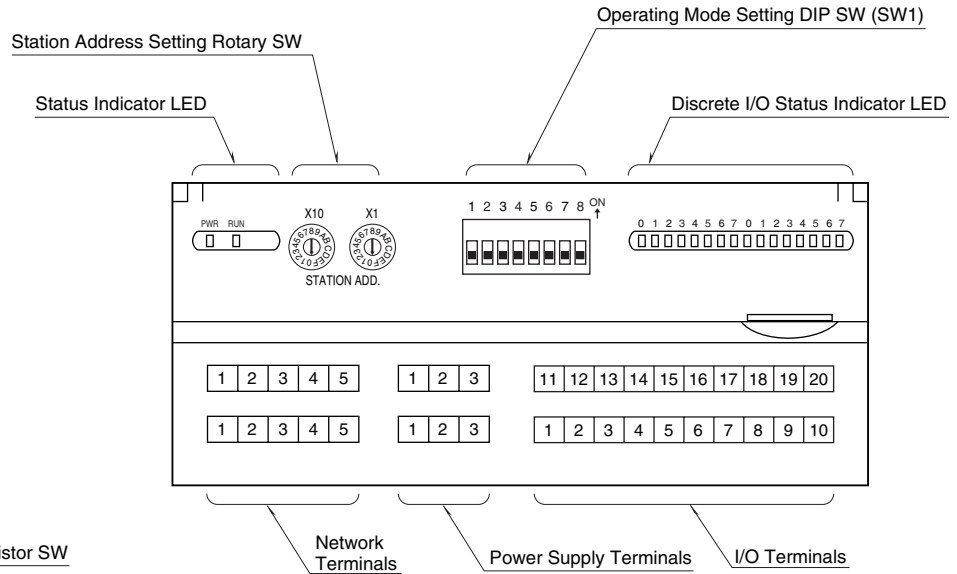 Operating Mode Setting DIP SW (SW1)
Station Address Setting Rotary SW
Status Indicator LED
Discrete I/O Status Indicator LED
1 2 3 4 5 6 7 8 ON
↑
PWR RUN
X10 X1
0 1 2 3 4 5 6 7 0 1 2 3 4 5 6 7
0123456789ABCDEF 0123456789ABCDEF
STATION ADD.
1 2 3 4 5 1 2 3 11 12 13 14 15 16 17 18 19 20
1 2 3 4 5 1 2 3 1 2 3 4 5 6 7 8 9 10
istor SW
Network
Terminals
Power Supply Terminals
I/O Terminals